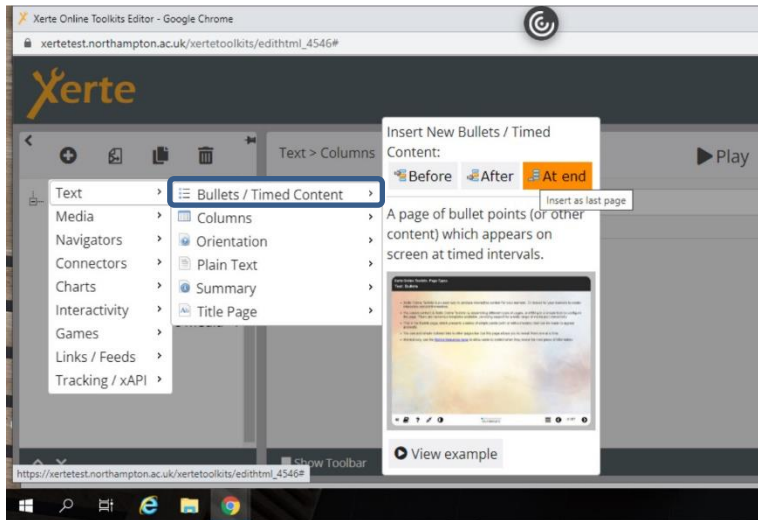 Xerte Online Toolkits Editor - Google Chrome
xertetest.northampton.ac.uk/xertetoolkits/edithtml_4546#
Xerte
Text > Columns
Play
Text
Media
Navigators
Connectors
Charts
Interactivity
Games
Links / Feeds
Tracking / xAPI
Bullets / Timed Content
Columns
Orientation
Plain Text
Summary
Title Page
Insert New Bullets / Timed
Content:
Before After At end
Insert as last page
A page of bullet points (or other
content) which appears on
screen at timed intervals.
View example
Show Toolbar
https://xertetest.northampton.ac.uk/xertetoolkits/edithtml_4546#